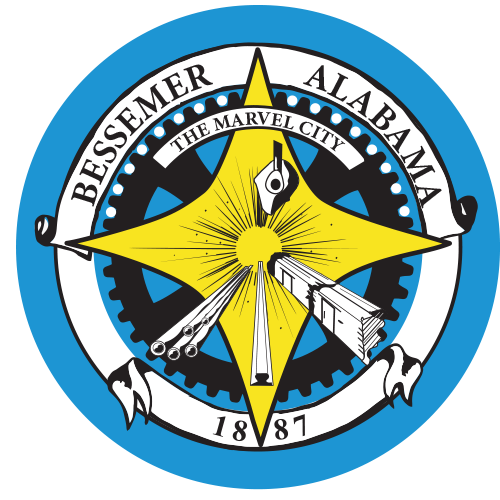 BESSEMER ALABAMA
THE MARVEL CITY
1887